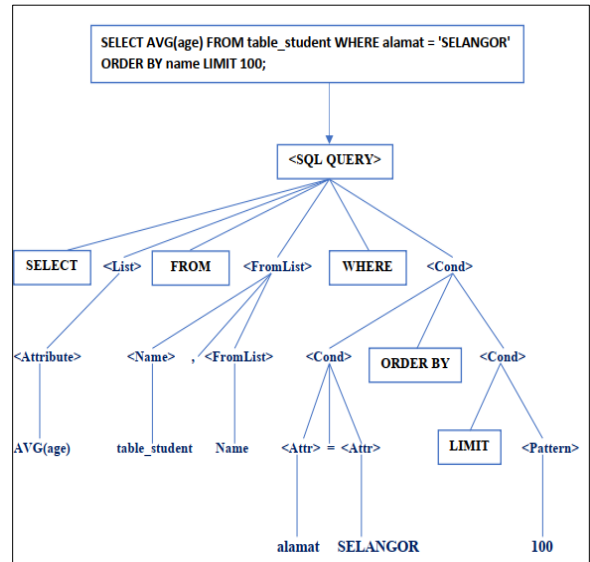 SELECT AVG(age) FROM table_student WHERE alamat = 'SELANGOR'
ORDER BY name LIMIT 100;
<SQL QUERY>
SELECT <List> FROM <FromList> WHERE <Cond>
<Attribute> <Name> , <FromList> <Cond> ORDER BY <Cond>
AVG(age) table_student Name <Attr> = <Attr> LIMIT <Pattern>
alamat SELANGOR 100